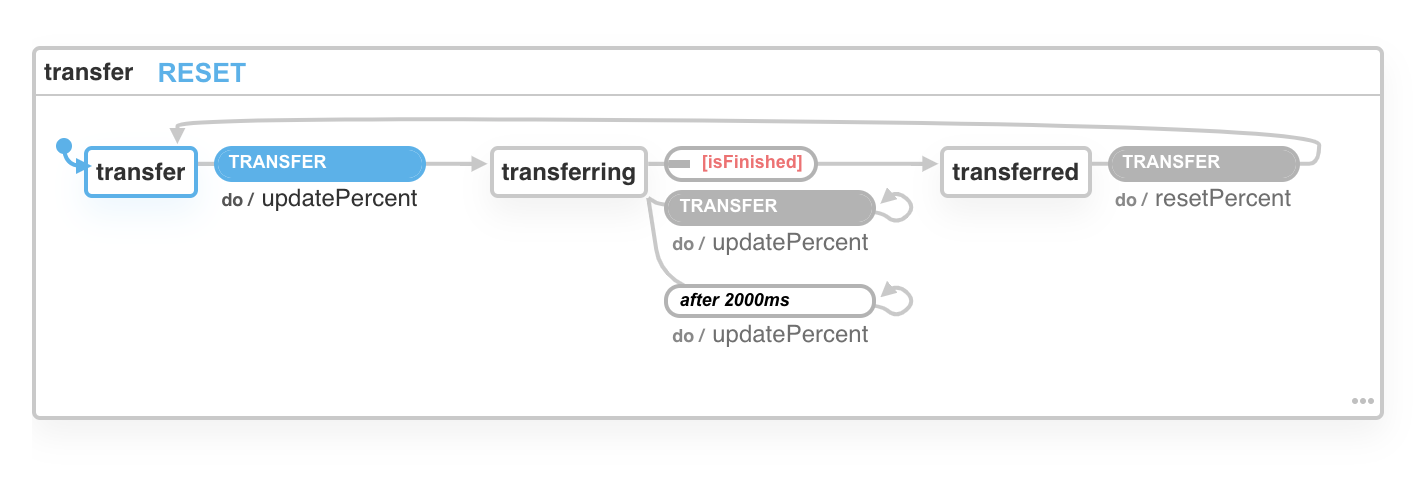 transfer RESET
transfer
TRANSFER
do / updatePercent
transferring
[isFinished]
TRANSFER
do / updatePercent
after 2000ms
do / updatePercent
transferred
TRANSFER
do / resetPercent